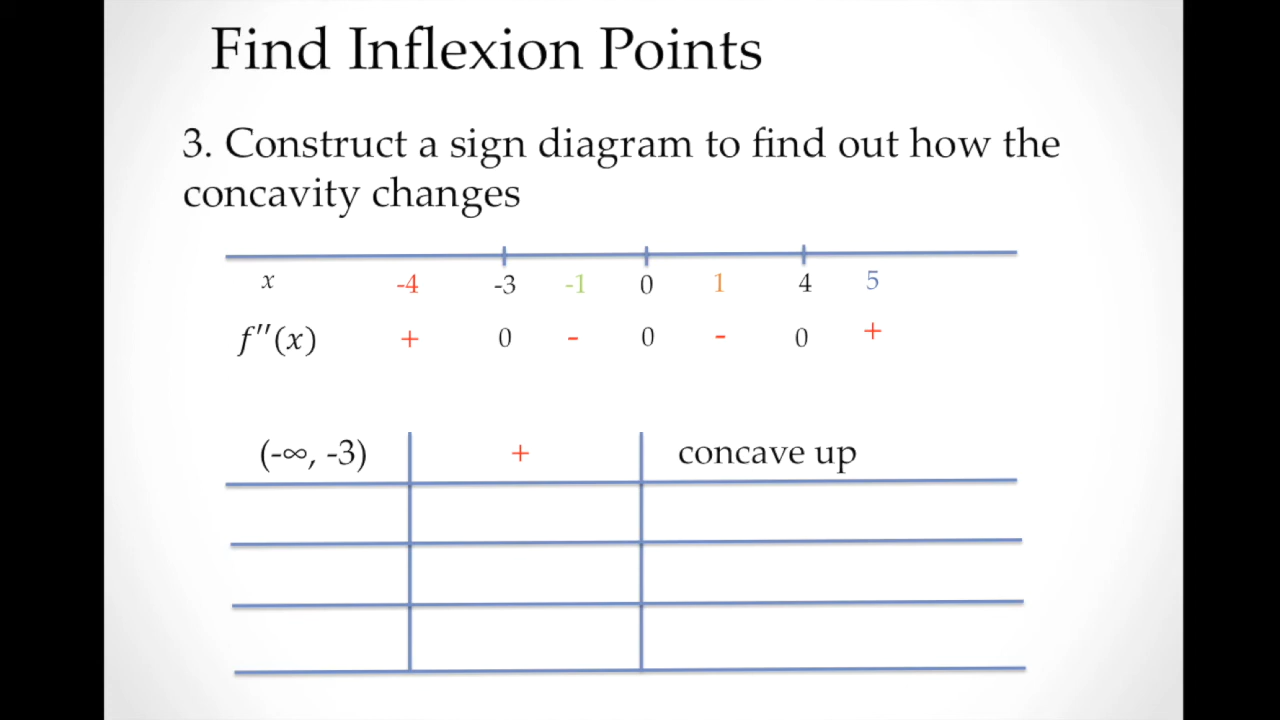 Find Inflexion Points
3. Construct a sign diagram to find out how the
concavity changes
x -4 -3 -1 0 1 4 5
f''(x) + 0 - 0 - 0 +
(-∞, -3) + concave up